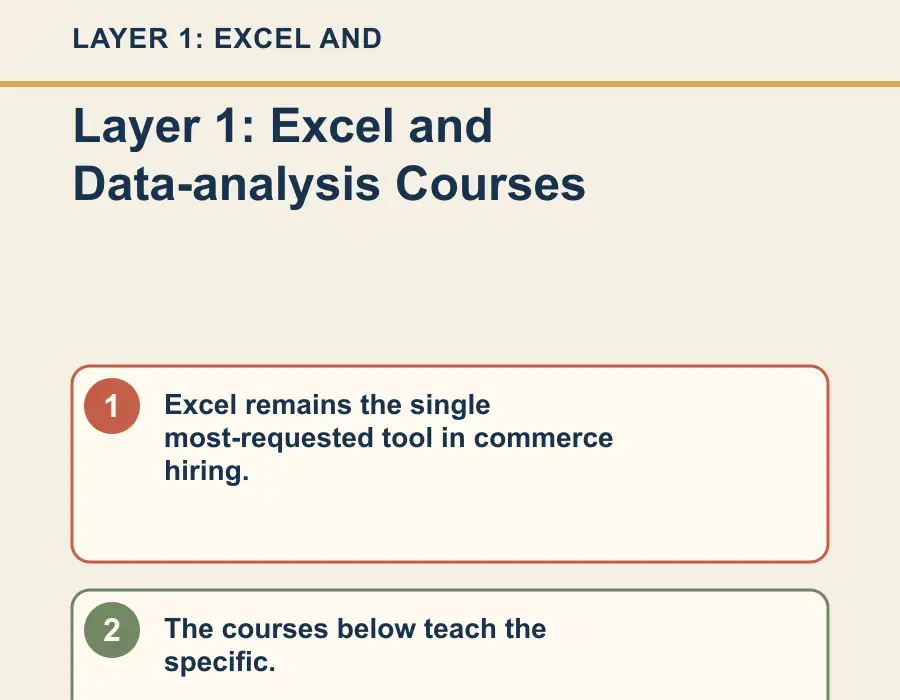 LAYER 1: EXCEL AND
Layer 1: Excel and
Data-analysis Courses
1
Excel remains the single
most-requested tool in commerce
hiring.
2
The courses below teach the
specific.